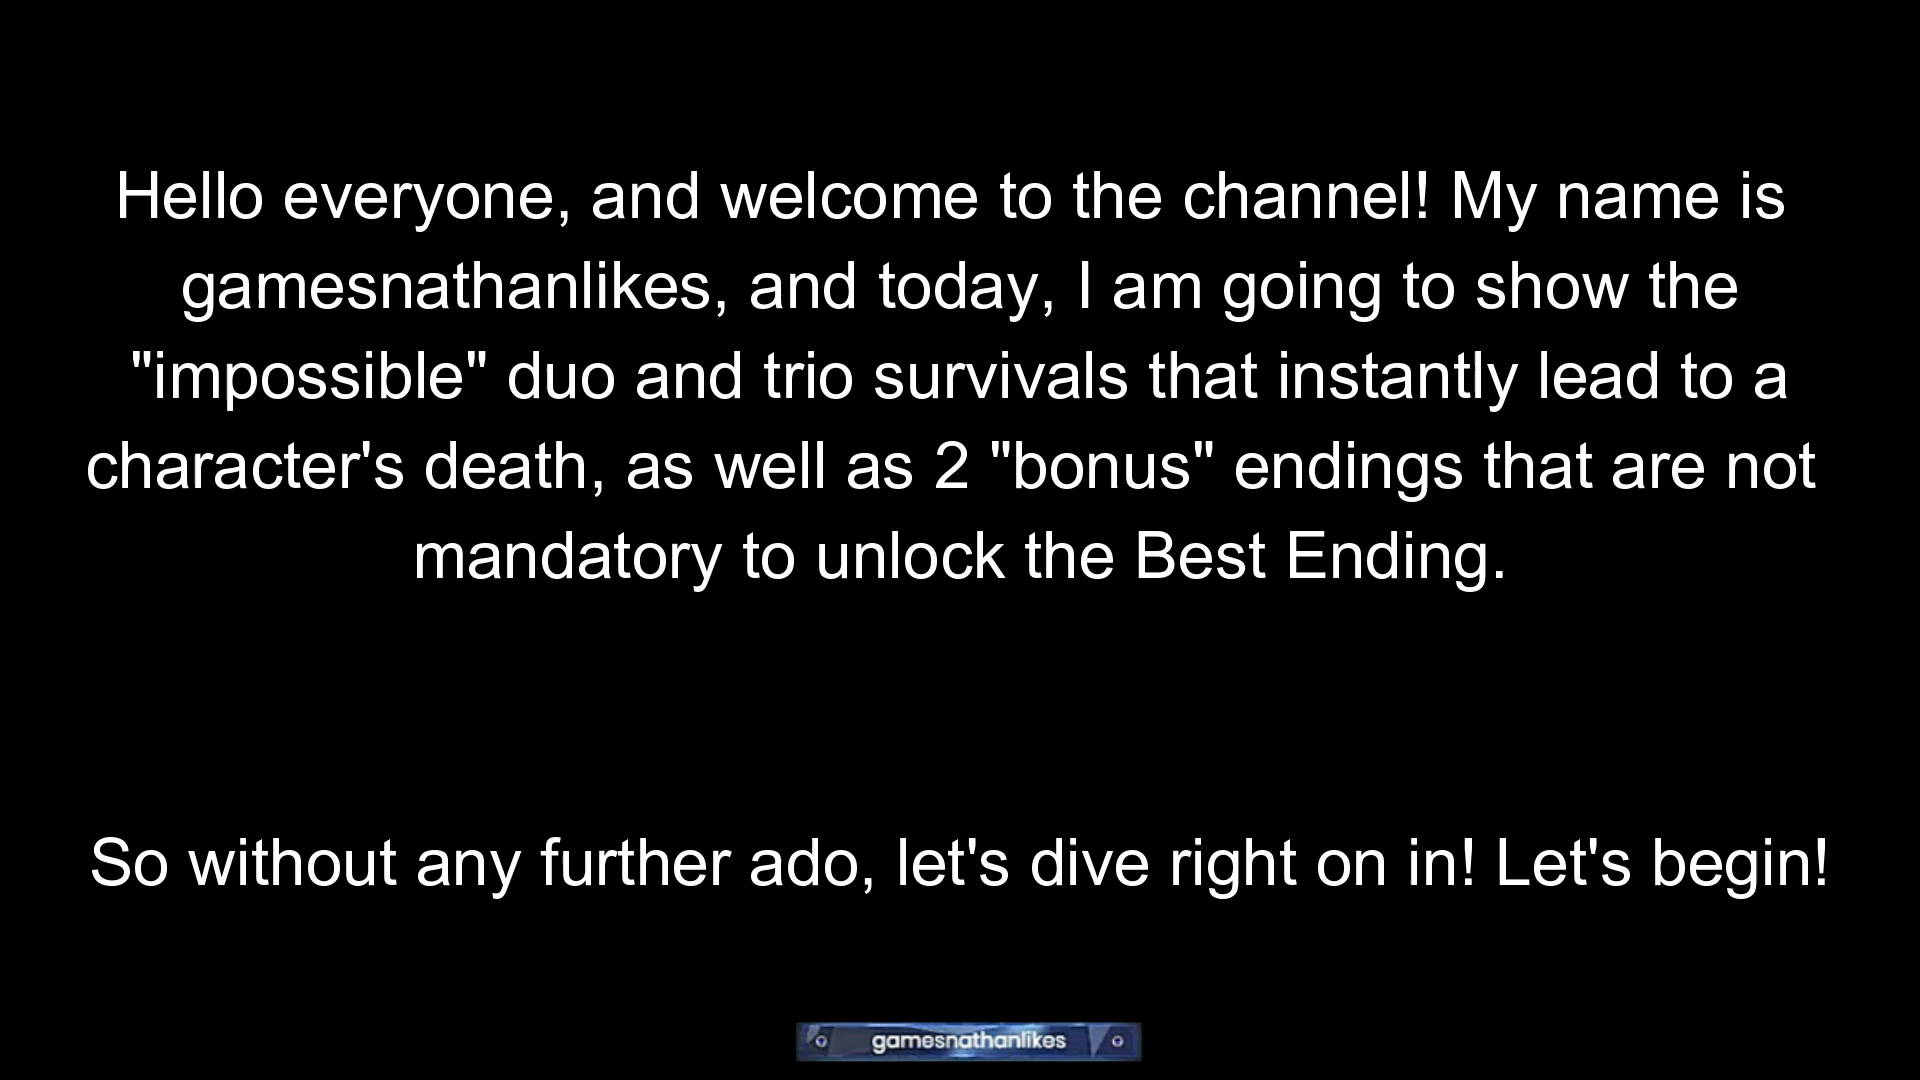 Hello everyone, and welcome to the channel! My name is
gamesnathanlikes, and today, I am going to show the
"impossible" duo and trio survivals that instantly lead to a
character's death, as well as 2 "bonus" endings that are not
mandatory to unlock the Best Ending.
So without any further ado, let's dive right on in! Let's begin!
gamesnathanlikes